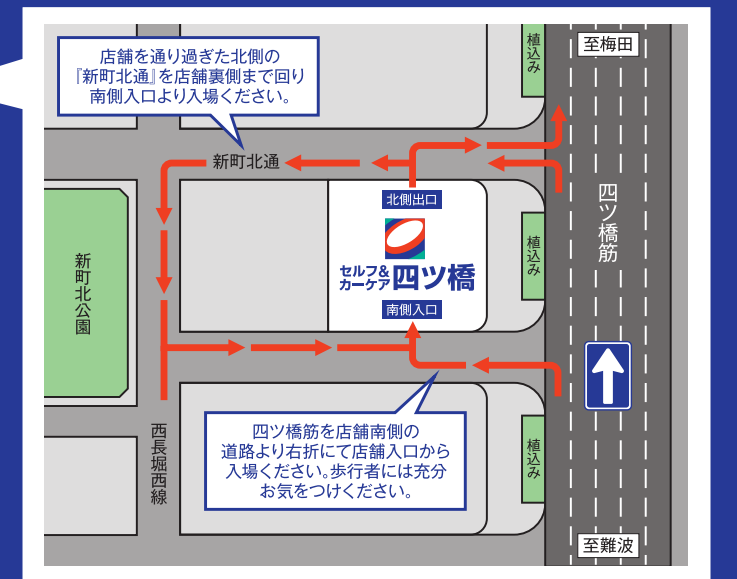 店舗を通り過ぎた北側の
『新町北通』を店舗裏側まで回り
南側入口より入場ください。
植込み
至梅田
新町北通
北側出口
四ツ橋筋
セルフ&
カーケア
四ツ橋
植込み
新町北公園
南側入口
四ツ橋筋を店舗南側の
道路より右折にて店舗入口から
入場ください。歩行者には充分
お気をつけください。
西長堀西線
植込み
至難波